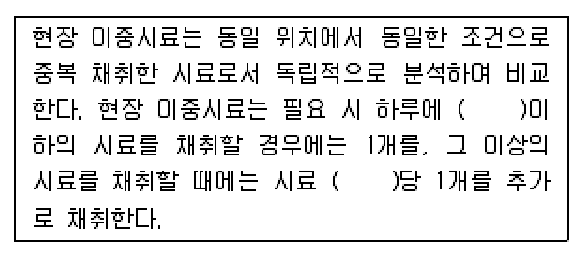 현장 이중시료는 동일 위치에서 동일한 조건으로
중복 채취한 시료로서 독립적으로 분석하여 비교
한다. 현장 이중시료는 필요 시 하루에 (    )이
하의 시료를 채취할 경우에는 1개를, 그 이상의
시료를 채취할 때에는 시료 (    )당 1개를 추가
로 채취한다.